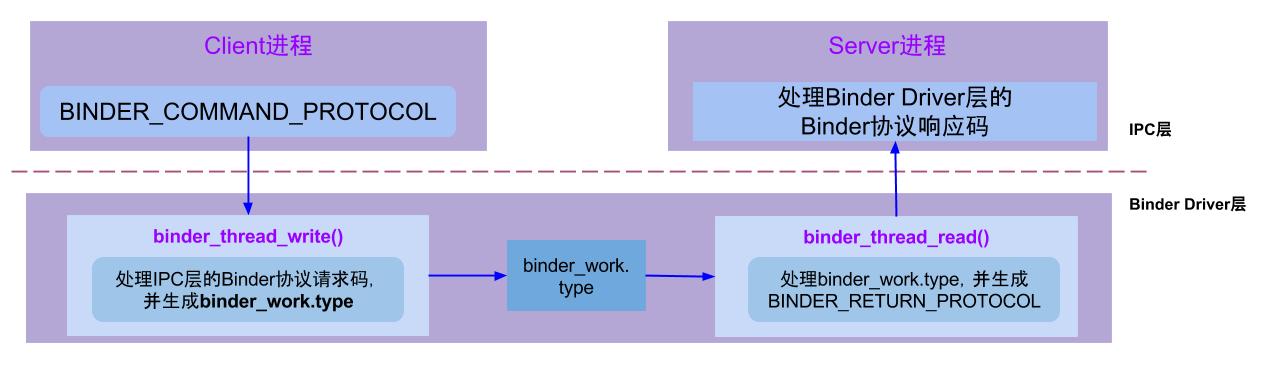 Client进程
BINDER_COMMAND_PROTOCOL
Server进程
处理Binder Driver层的
Binder协议响应码
IPC层
Binder Driver层
binder_thread_write()
处理IPC层的Binder协议请求码,
并生成binder_work.type
binder_work.
type
binder_thread_read()
处理binder_work.type, 并生成
BINDER_RETURN_PROTOCOL